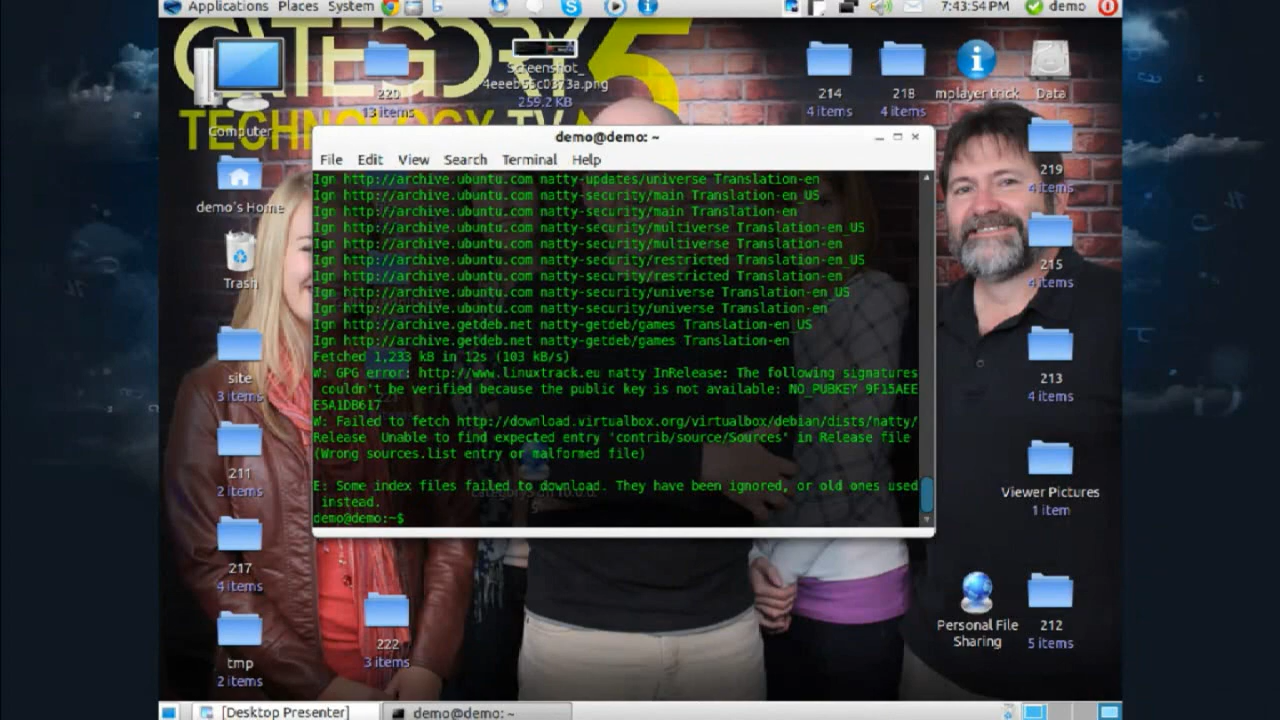 Applications Places System
7:43:54 PM demo
CATEGORY 5
TECHNOLOGY TV
Computer
220
13 items
Screenshot_
4eeeb55c0373a.png
259.2 KB
214
4 items
218
4 items
mplayer trick
Data
demo's Home
Trash
site
3 items
211
2 items
217
4 items
tmp
2 items
222
3 items
219
4 items
215
4 items
213
4 items
Viewer Pictures
1 item
Personal File
Sharing
212
5 items
demo@demo: ~
File Edit View Search Terminal Help
Ign http://archive.ubuntu.com natty-updates/universe Translation-en
Ign http://archive.ubuntu.com natty-security/main Translation-en_US
Ign http://archive.ubuntu.com natty-security/main Translation-en
Ign http://archive.ubuntu.com natty-security/multiverse Translation-en_US
Ign http://archive.ubuntu.com natty-security/multiverse Translation-en
Ign http://archive.ubuntu.com natty-security/restricted Translation-en_US
Ign http://archive.ubuntu.com natty-security/restricted Translation-en
Ign http://archive.ubuntu.com natty-security/universe Translation-en_US
Ign http://archive.ubuntu.com natty-security/universe Translation-en
Ign http://archive.getdeb.net natty-getdeb/games Translation-en_US
Ign http://archive.getdeb.net natty-getdeb/games Translation-en
Fetched 1,233 kB in 12s (103 kB/s)
W: GPG error: http://www.linuxtrack.eu natty InRelease: The following signatures
couldn't be verified because the public key is not available: NO_PUBKEY 9F15AEE
E5A1DB617
W: Failed to fetch http://download.virtualbox.org/virtualbox/debian/dists/natty/
Release Unable to find expected entry 'contrib/source/Sources' in Release file
(Wrong sources.list entry or malformed file)
E: Some index files failed to download. They have been ignored, or old ones used
instead.
demo@demo:~$
[Desktop Presenter]
demo@demo: ~